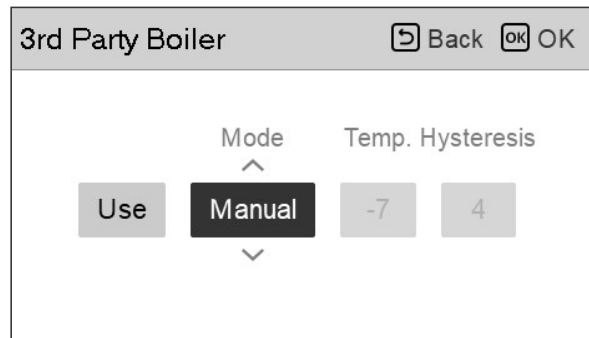 3rd Party Boiler Back OK OK
Mode Temp. Hysteresis
Use Manual -7 4